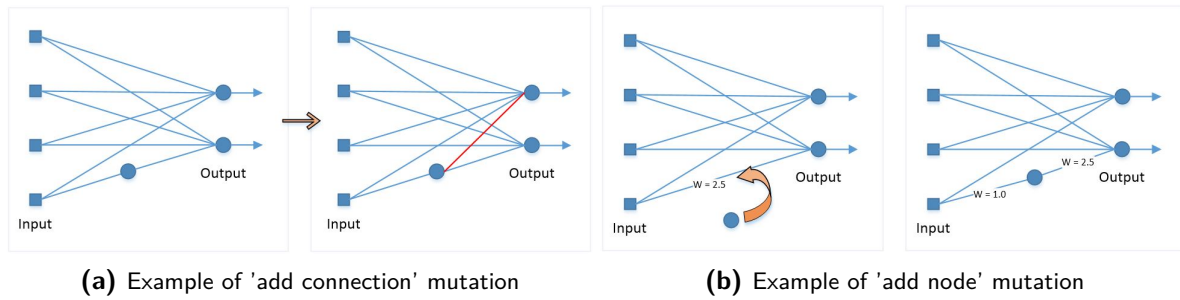 Output
Input
Output
Input
W = 2.5
Output
Input
W = 2.5
W = 1.0
Output
Input
(a) Example of 'add connection' mutation
(b) Example of 'add node' mutation